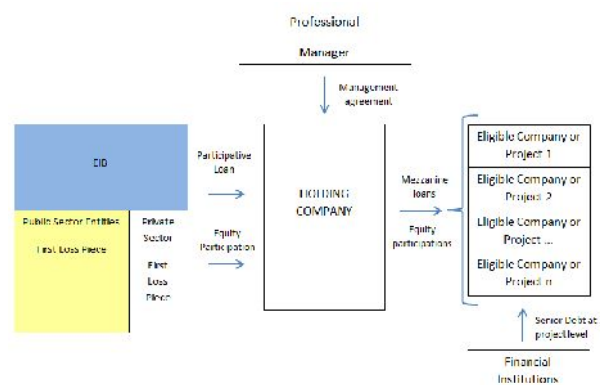 Professional
Manager
Management
agreement
EIB
Participative
Loan
HOLDING
COMPANY
Mezzanine
loans
Equity
participations
Eligible Company or
Project 1
Eligible Company or
Project 2
Eligible Company or
Project ...
Eligible Company or
Project n
Public Sector Entities
First Loss Piece
Private
Sector
First
Loss
Piece
Equity
Participation
Senior Debt at
project level
Financial
Institutions